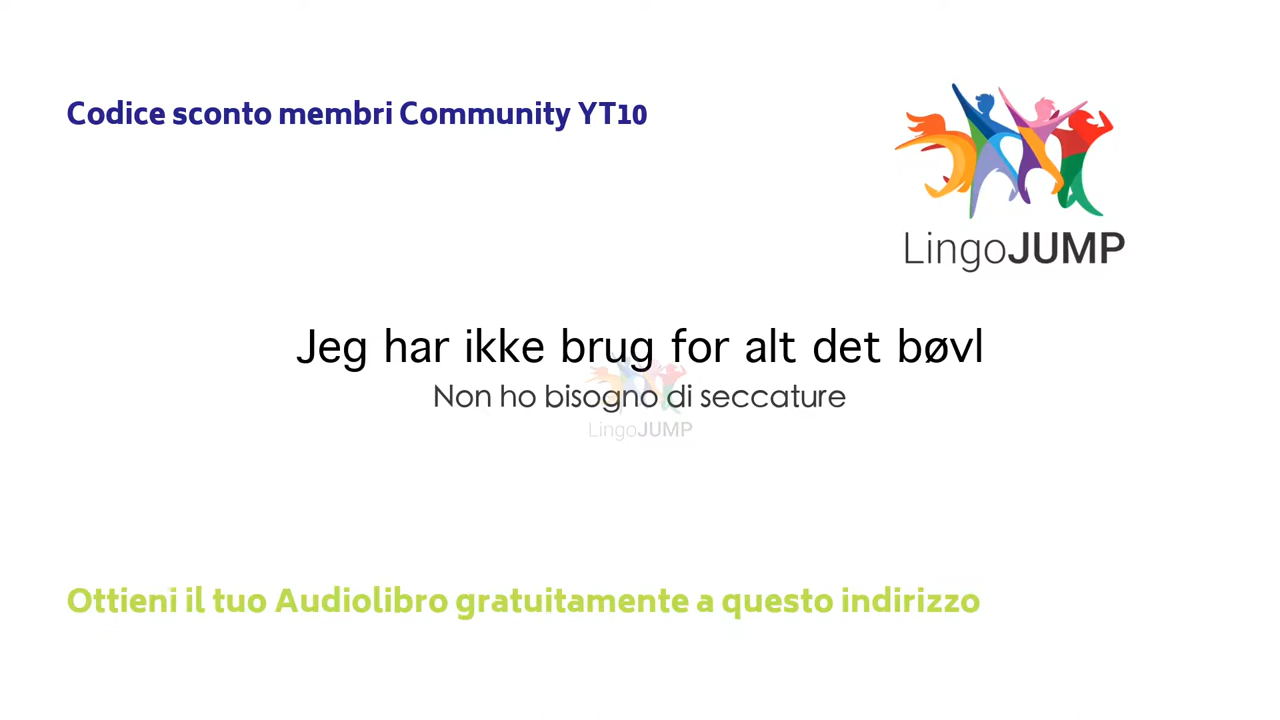 Codice sconto membri Community YT10
LingoJUMP
Jeg har ikke brug for alt det bøvl
Non ho bisogno di seccature
LingoJUMP
Ottieni il tuo Audiolibro gratuitamente a questo indirizzo